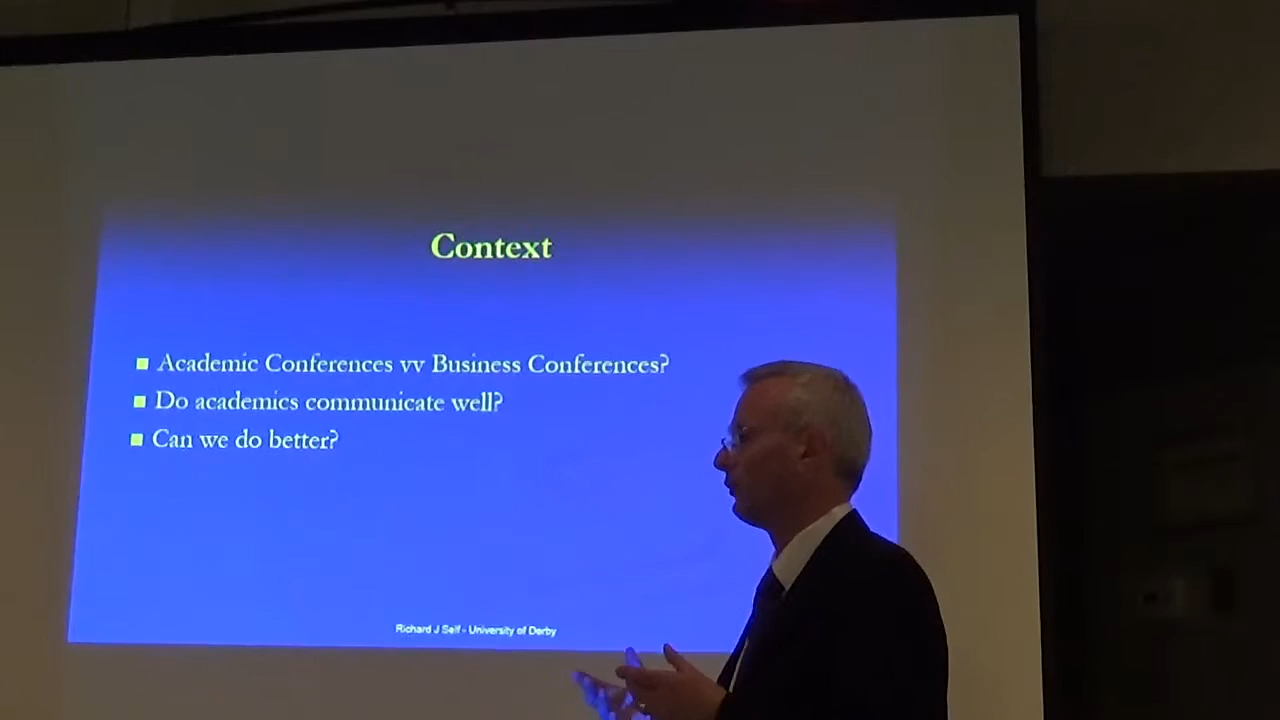 Context
Academic Conferences vv Business Conferences?
Do academics communicate well?
Can we do better?
Richard J Self - University of Derby